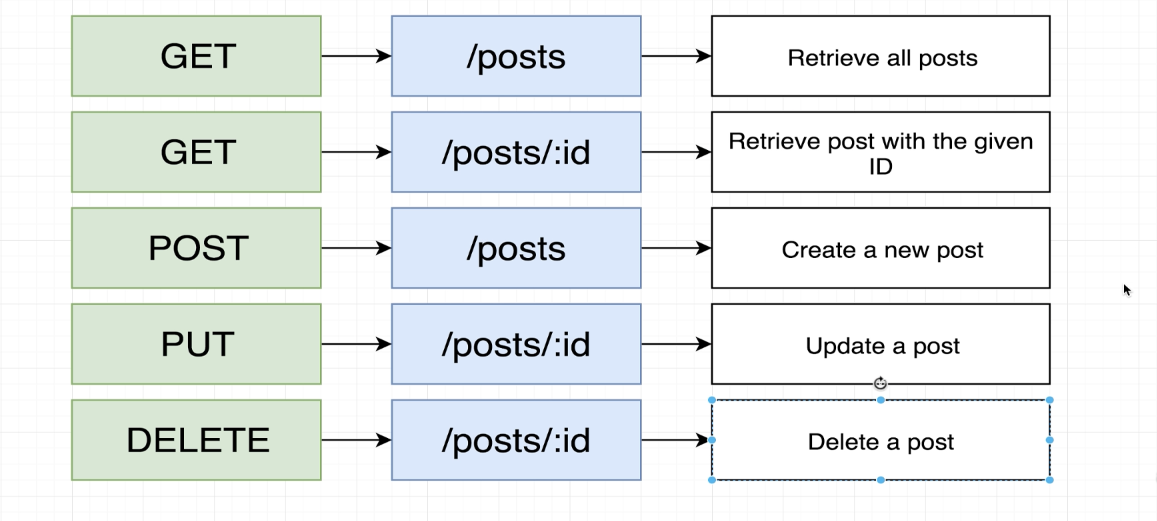 GET
/posts
Retrieve all posts
GET
/posts/:id
Retrieve post with the given
ID
POST
/posts
Create a new post
PUT
/posts/:id
Update a post
DELETE
/posts/:id
Delete a post